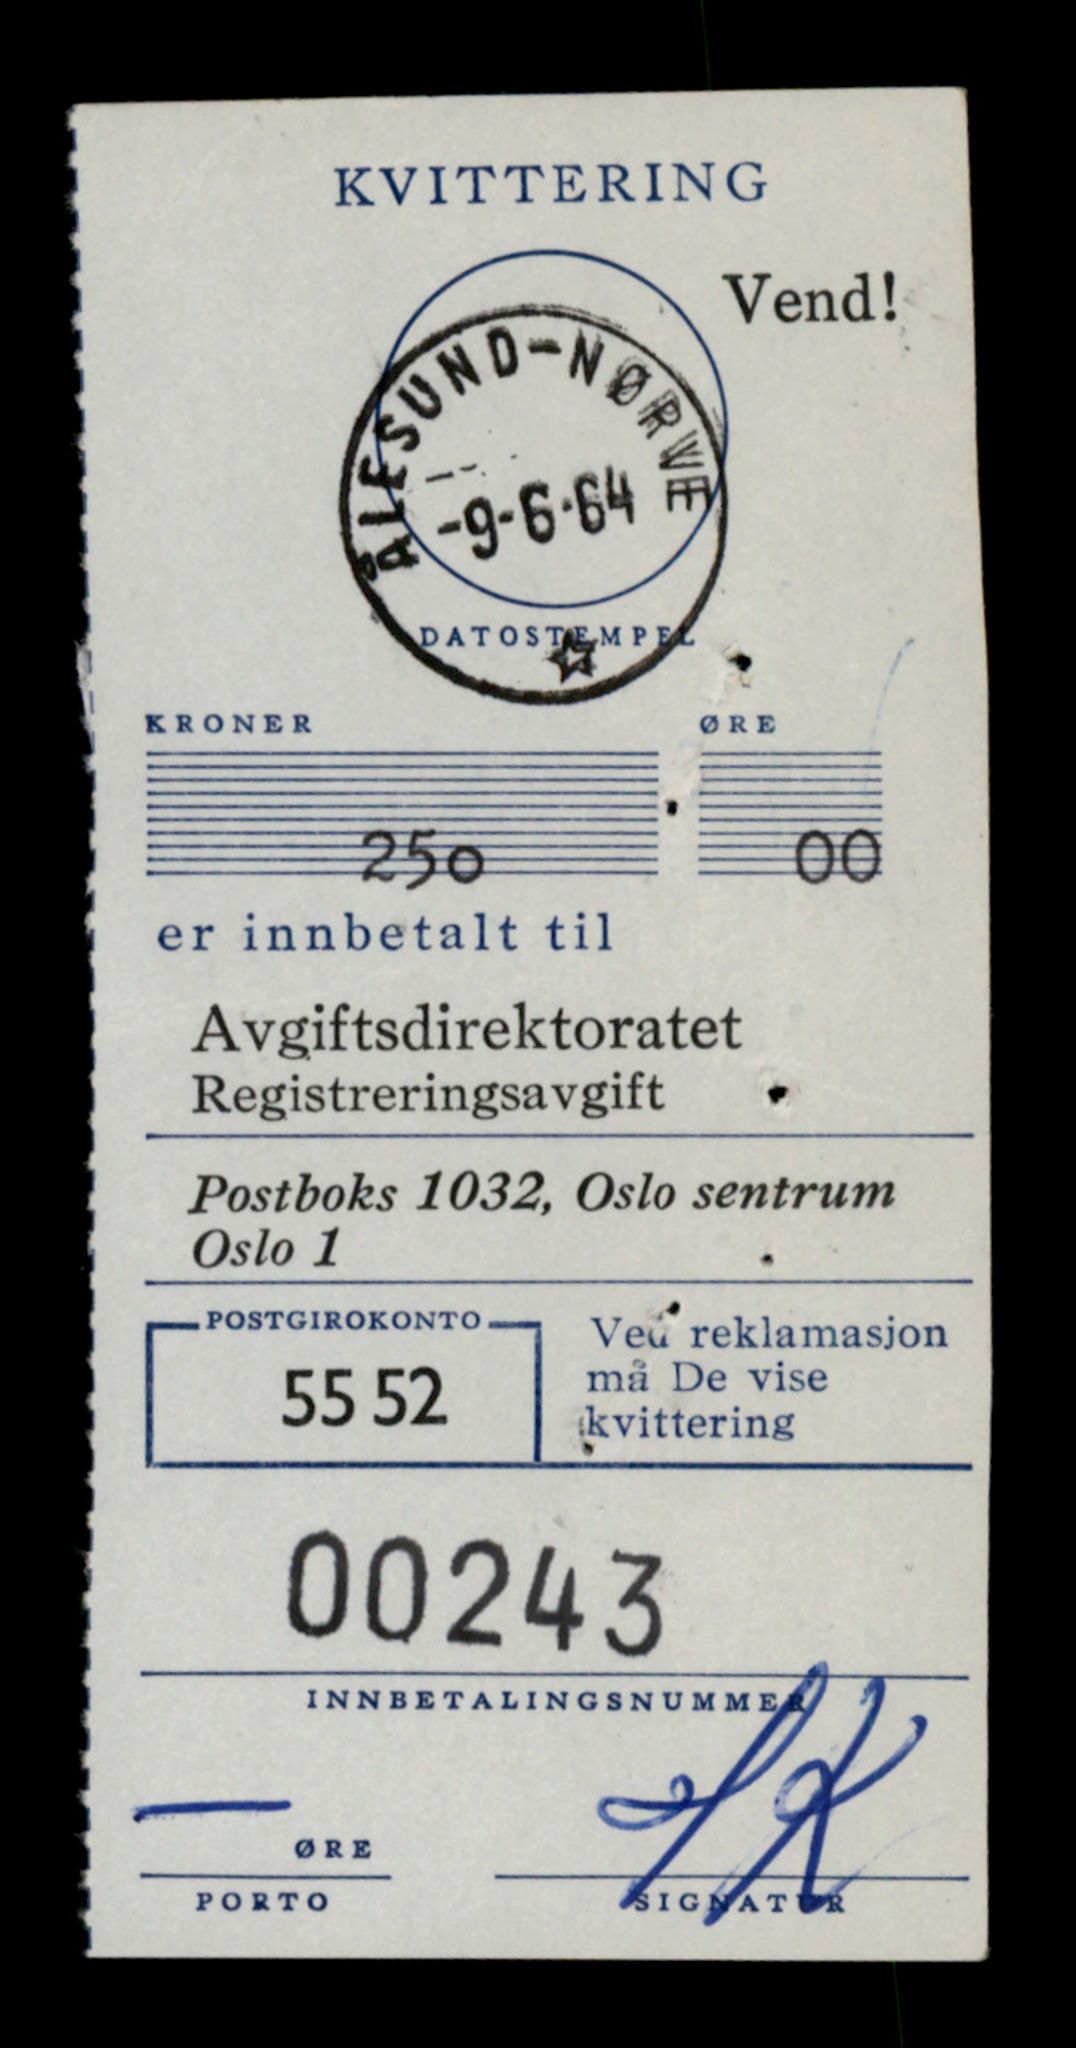 KVITTERING
Vend!
ÅLESUND-NØRVE
-9-6-64
DATOSTEMPEL
KRONER ØRE
250 00
er innbetalt til
Avgiftsdirektoratet
Registreringsavgift
Postboks 1032, Oslo sentrum
Oslo 1
POSTGIROKONTO
55 52
Ved reklamasjon
må De vise
kvittering
00243
INNBETALINGSNUMMER
— ØRE
PORTO
SIGNATUR